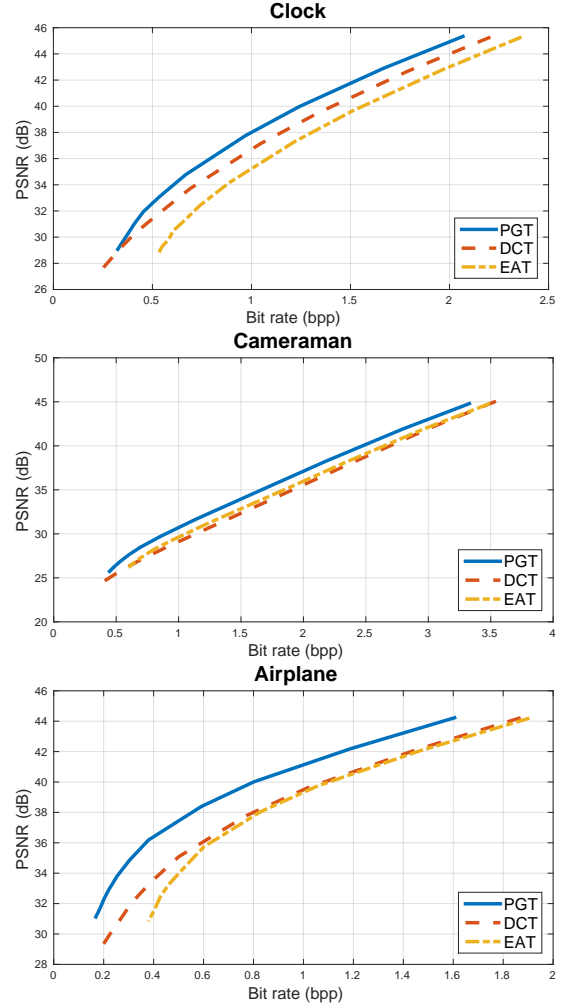 Clock
46
44
42
40
38
36
34
32
30
28
26
PSNR (dB)
0 0.5 1 1.5 2 2.5
Bit rate (bpp)
PGT
DCT
EAT
Cameraman
50
45
40
35
30
25
20
PSNR (dB)
0 0.5 1 1.5 2 2.5 3 3.5 4
Bit rate (bpp)
PGT
DCT
EAT
Airplane
46
44
42
40
38
36
34
32
30
28
PSNR (dB)
0 0.2 0.4 0.6 0.8 1 1.2 1.4 1.6 1.8 2
Bit rate (bpp)
PGT
DCT
EAT